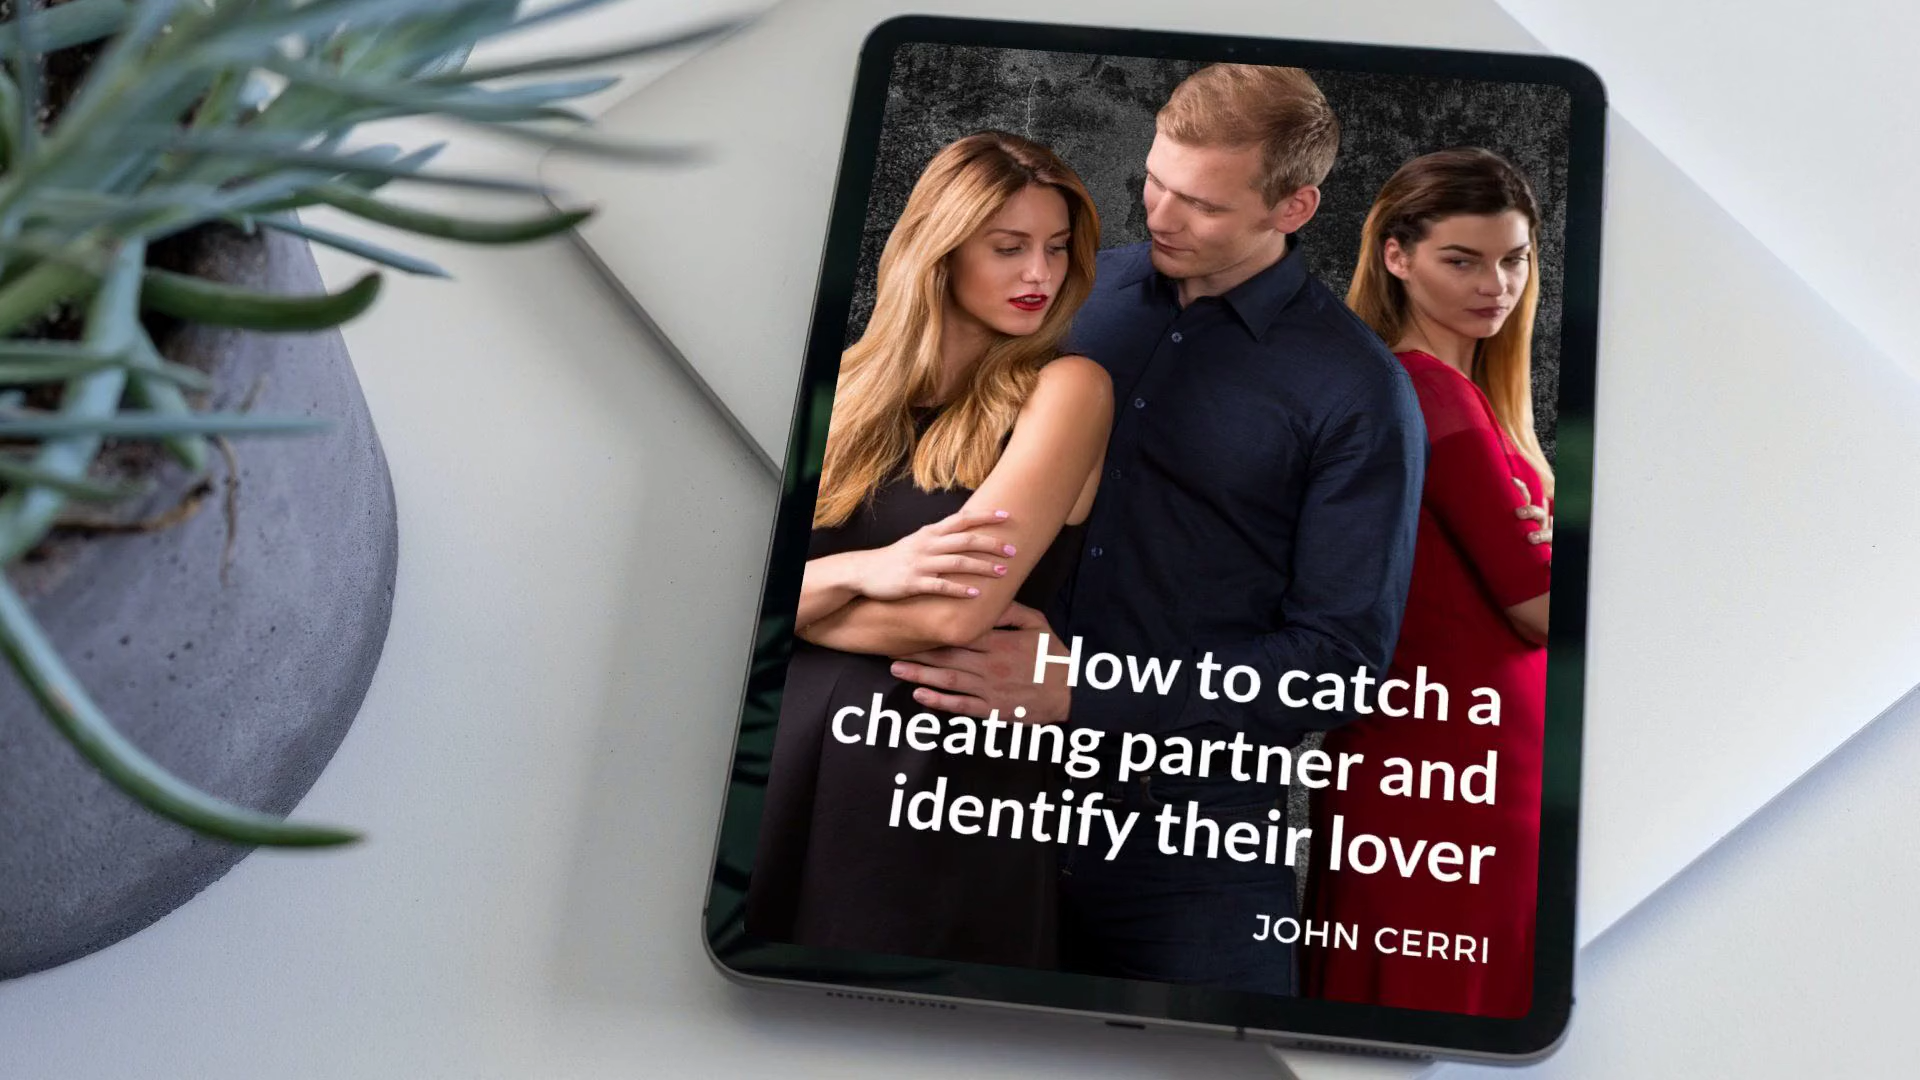 How to catch a
cheating partner and
identify their lover
JOHN CERRI